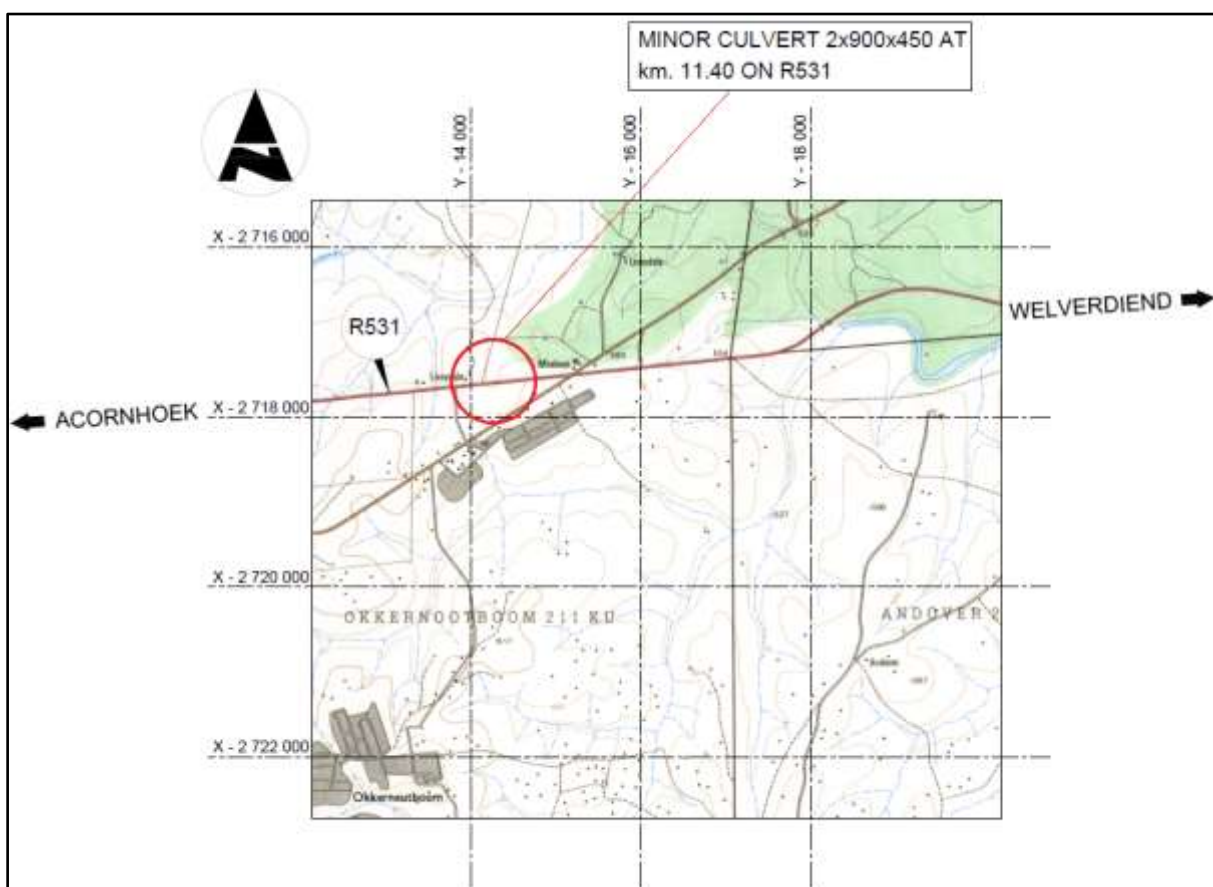 MINOR CULVERT 2x900x450 AT
km. 11.40 ON R531
N
Y - 14 000
Y - 16 000
Y - 18 000
X - 2 716 000
R531
WELVERDIEND
ACORNHOEK
X - 2 718 000
X - 2 720 000
OKKERNOOTBOOM 211 KU
ANDOVER 2
X - 2 722 000
Okkernautboom